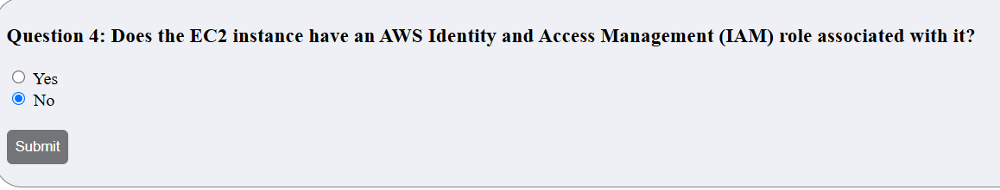 Question 4: Does the EC2 instance have an AWS Identity and Access Management (IAM) role associated with it?
Yes
No
Submit